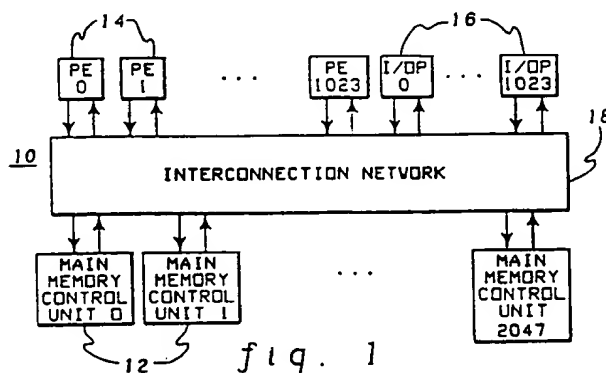 14
16
PE
0
PE
1
...
PE
1023
I/OP
0
...
I/OP
1023
18
10
INTERCONNECTION NETWORK
MAIN
MEMORY
CONTROL
UNIT 0
MAIN
MEMORY
CONTROL
UNIT 1
...
MAIN
MEMORY
CONTROL
UNIT
2047
12
fig. 1